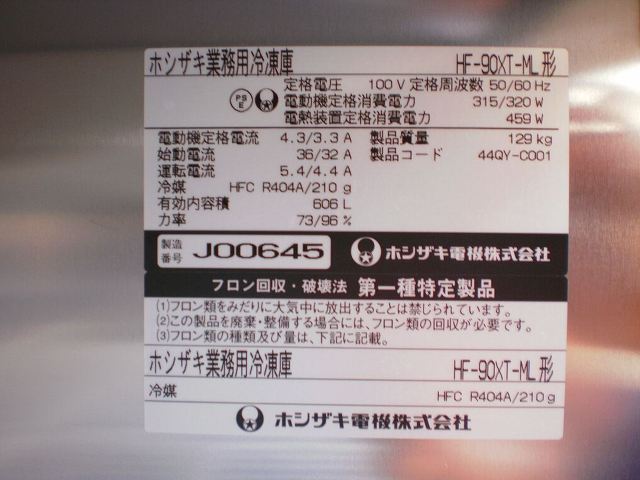 ホシザキ業務用冷凍庫 HF-90XT-ML形
定格電圧 100V 定格周波数 50/60 Hz
PS E 電動機定格消費電力 315/320 W
電熱装置定格消費電力 459 W
電動機定格電流 4.3/3.3 A 製品質量 129 kg
始動電流 36/32 A 製品コード 44QY-C001
運転電流 5.4/4.4 A
冷媒 HFC R404A/210 g
有効内容積 606 L
力率 73/96 %
製造番号 J00645 ホシザキ電機株式会社
フロン回収・破壊法 第一種特定製品
(1)フロン類をみだりに大気中に放出することは禁じられています。
(2)この製品を廃棄・整備する場合には、フロン類の回収が必要です。
(3)フロン類の種類及び量は、下記に記載。
ホシザキ業務用冷凍庫 HF-90XT-ML形
冷媒 HFC R404A/210 g
ホシザキ電機株式会社